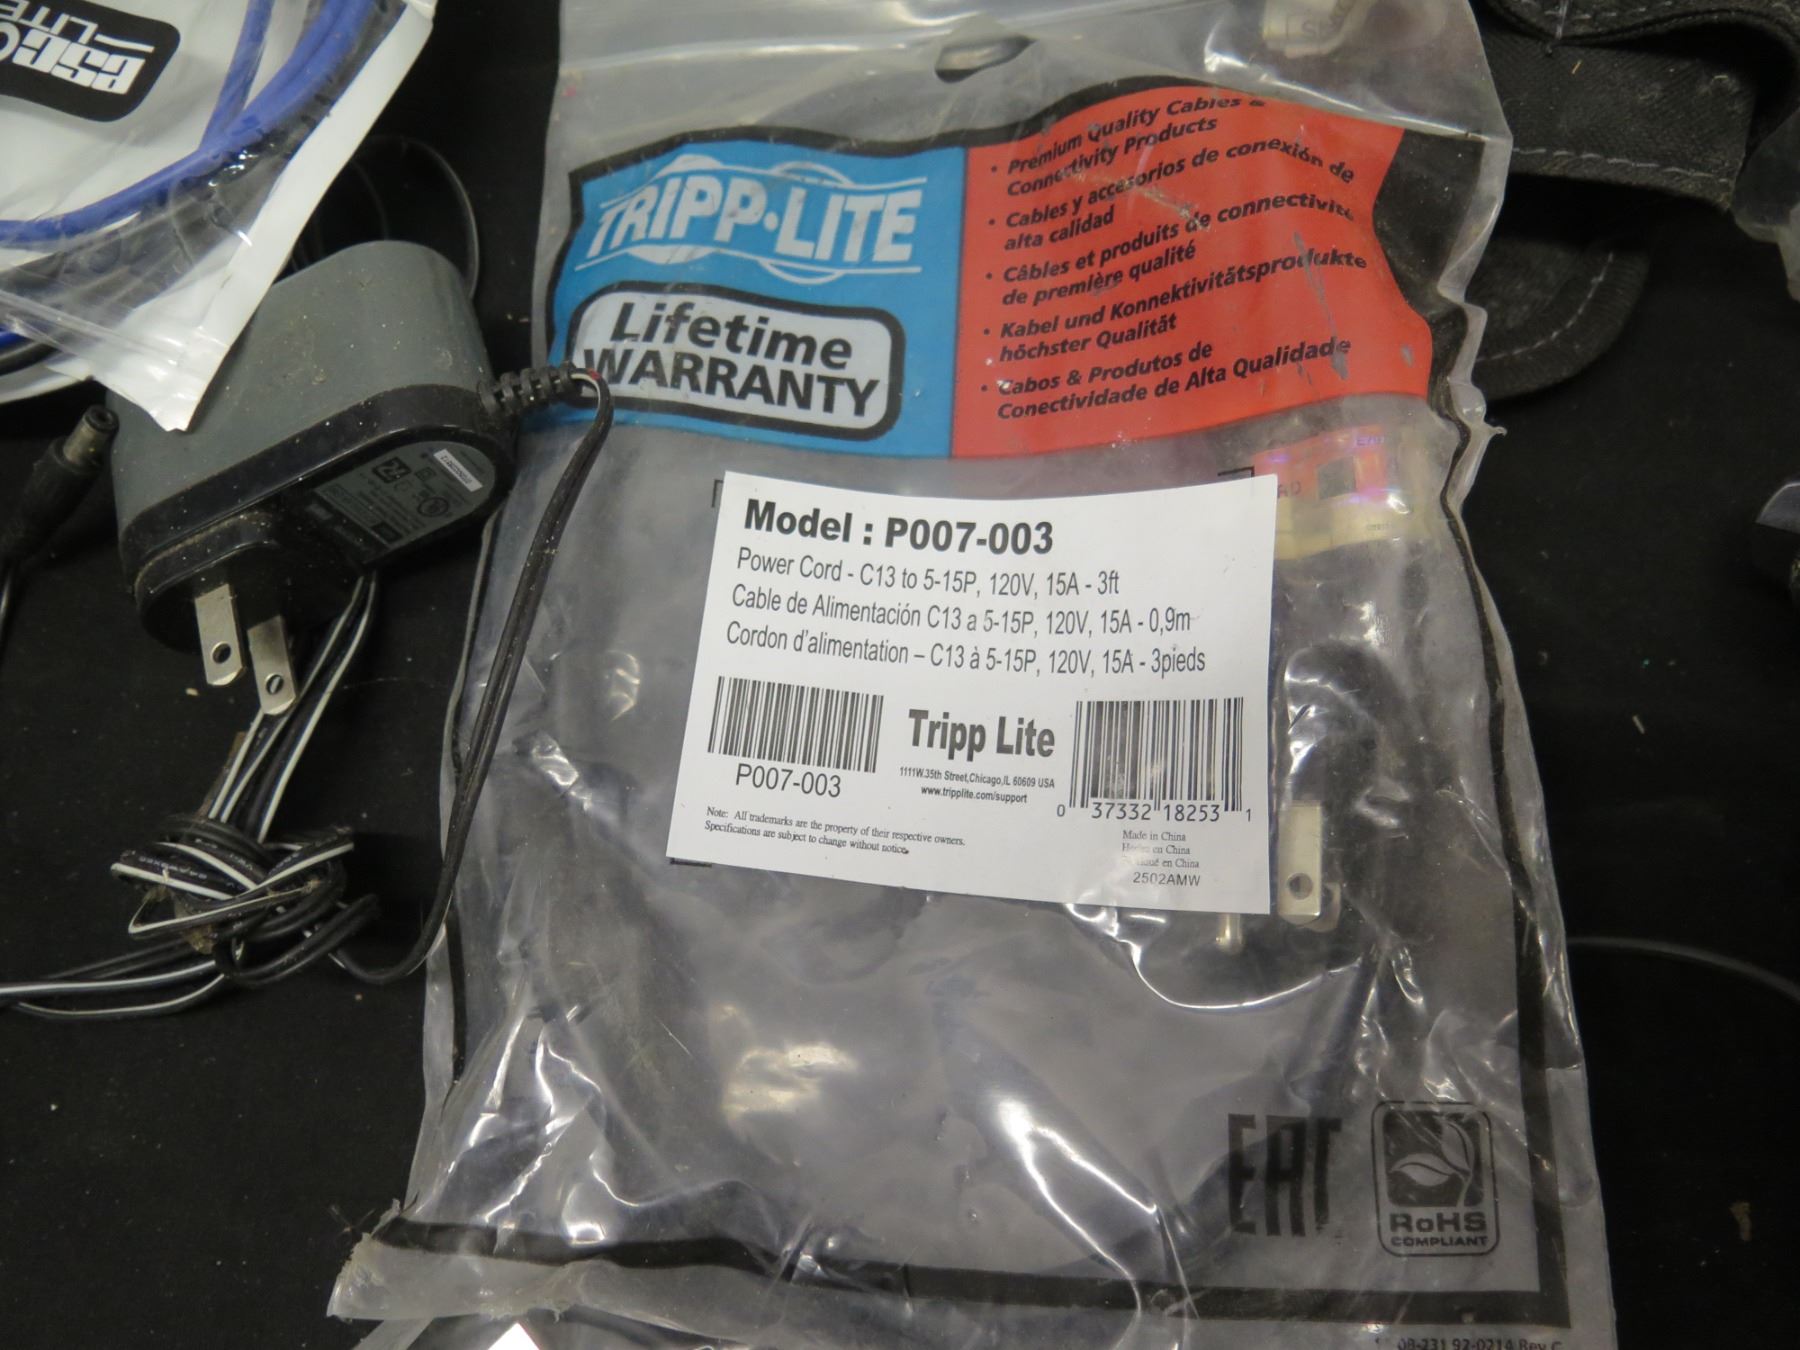 LITE
TRIPP·LITE
Lifetime
WARRANTY
• Premium Quality Cables &
Connectivity Products
• Cables y accesorios de conexión de
alta calidad
• Câbles et produits de connectivité
de première qualité
• Kabel und Konnektivitätsprodukte
höchster Qualität
• Cabos & Produtos de
Conectividade de Alta Qualidade
Model : P007-003
Power Cord - C13 to 5-15P, 120V, 15A - 3ft
Cable de Alimentación C13 a 5-15P, 120V, 15A - 0,9m
Cordon d'alimentation – C13 à 5-15P, 120V, 15A - 3pieds
P007-003
Tripp Lite
1111W.35th Street,Chicago,IL 60609 USA
www.tripplite.com/support
0 37332 18253 1
Note: All trademarks are the property of their respective owners.
Specifications are subject to change without notice.
Made in China
en China
en China
2502AMW
EAC
RoHS
COMPLIANT